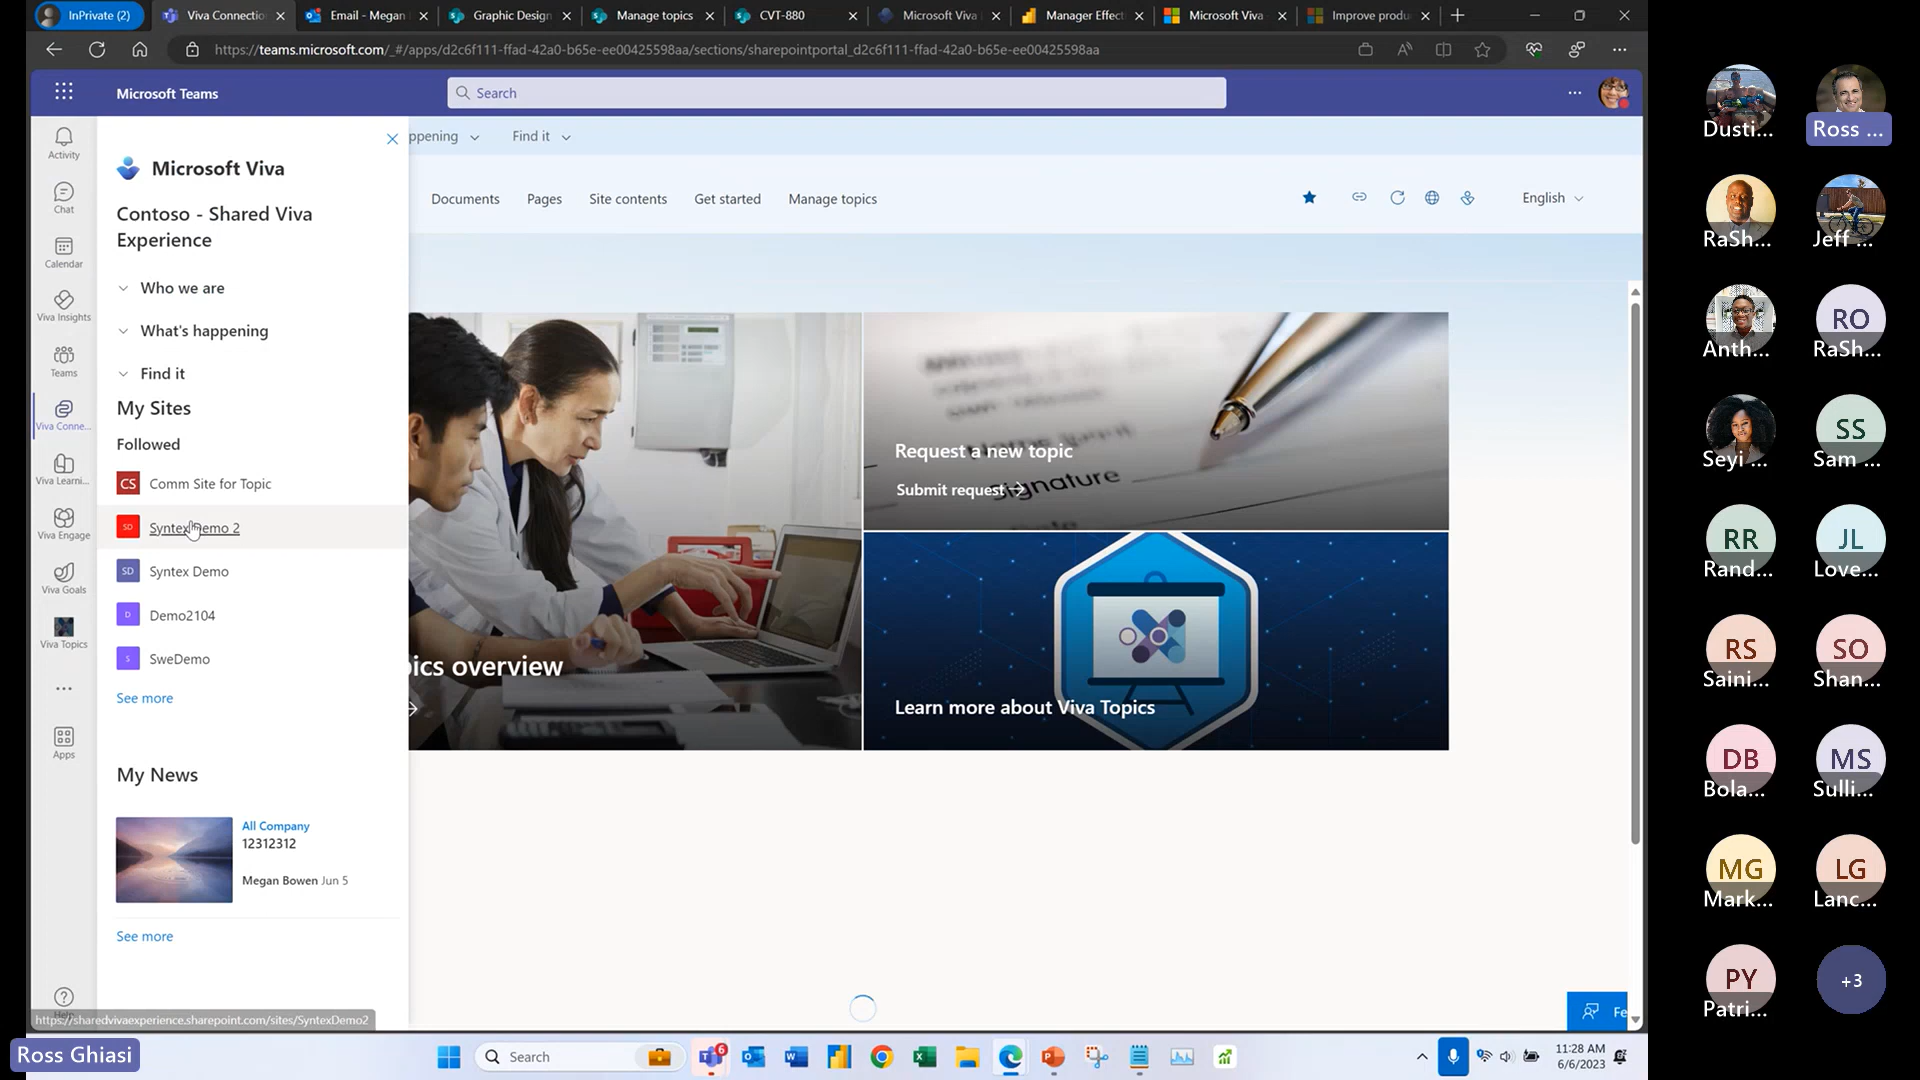 InPrivate (2)
Viva Connectio
Email - Megan
Graphic Design
Manage topics
CVT-880
Microsoft Viva
Manager Effect
Microsoft Viva
Improve produ
https://teams.microsoft.com/_#/apps/d2c6f111-ffad-42a0-b65e-ee00425598aa/sections/sharepointportal_d2c6f111-ffad-42a0-b65e-ee00425598aa
Microsoft Teams
Search
Activity
Chat
Calendar
Viva Insights
Teams
Viva Conne...
Viva Learni...
Viva Engage
Viva Goals
Viva Topics
Apps
Microsoft Viva
Contoso - Shared Viva
Experience
Who we are
What's happening
Find it
My Sites
Followed
CS Comm Site for Topic
SD
SD Syntex Demo
D Demo2104
S SweDemo
See more
My News
All Company
12312312
Megan Bowen Jun 5
See more
https://sharedvivaexperience.sharepoint.com/sites/SyntexDemo2
ppening
Find it
Documents
Pages
Site contents
Get started
Manage topics
English
ics overview
Request a new topic
Submit request
Signature
Learn more about Viva Topics
Fe
Dusti...
Ross ...
RaSh...
Jeff ...
Anth...
RO
RaSh...
Seyi ...
SS
Sam ...
RR
Rand...
JL
Love...
RS
Saini...
SO
Shan...
DB
Bola...
MS
Sulli...
MG
Mark...
LG
Lanc...
PY
Patri...
+3
Ross Ghiasi
Search
6
11:28 AM
6/6/2023